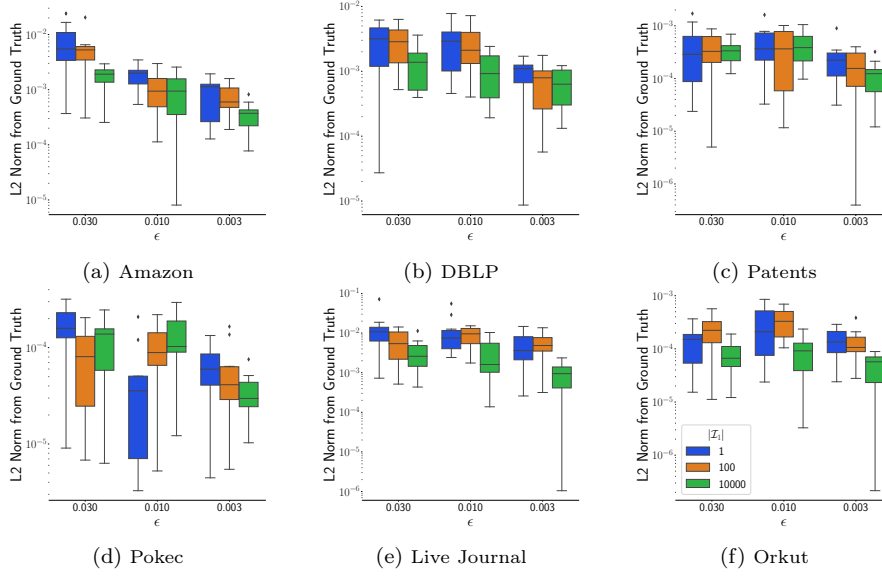 L2 Norm from Ground Truth
10⁻²
10⁻³
10⁻⁴
10⁻⁵
0.030 0.010 0.003
ϵ
(a) Amazon
L2 Norm from Ground Truth
10⁻²
10⁻³
10⁻⁴
10⁻⁵
0.030 0.010 0.003
ϵ
(b) DBLP
L2 Norm from Ground Truth
10⁻³
10⁻⁴
10⁻⁵
10⁻⁶
0.030 0.010 0.003
ϵ
(c) Patents
L2 Norm from Ground Truth
10⁻⁴
10⁻⁵
0.030 0.010 0.003
ϵ
(d) Pokec
L2 Norm from Ground Truth
10⁻¹
10⁻²
10⁻³
10⁻⁴
10⁻⁵
10⁻⁶
0.030 0.010 0.003
ϵ
(e) Live Journal
L2 Norm from Ground Truth
10⁻³
10⁻⁴
10⁻⁵
10⁻⁶
|ℐ₁|
1
100
10000
0.030 0.010 0.003
ϵ
(f) Orkut